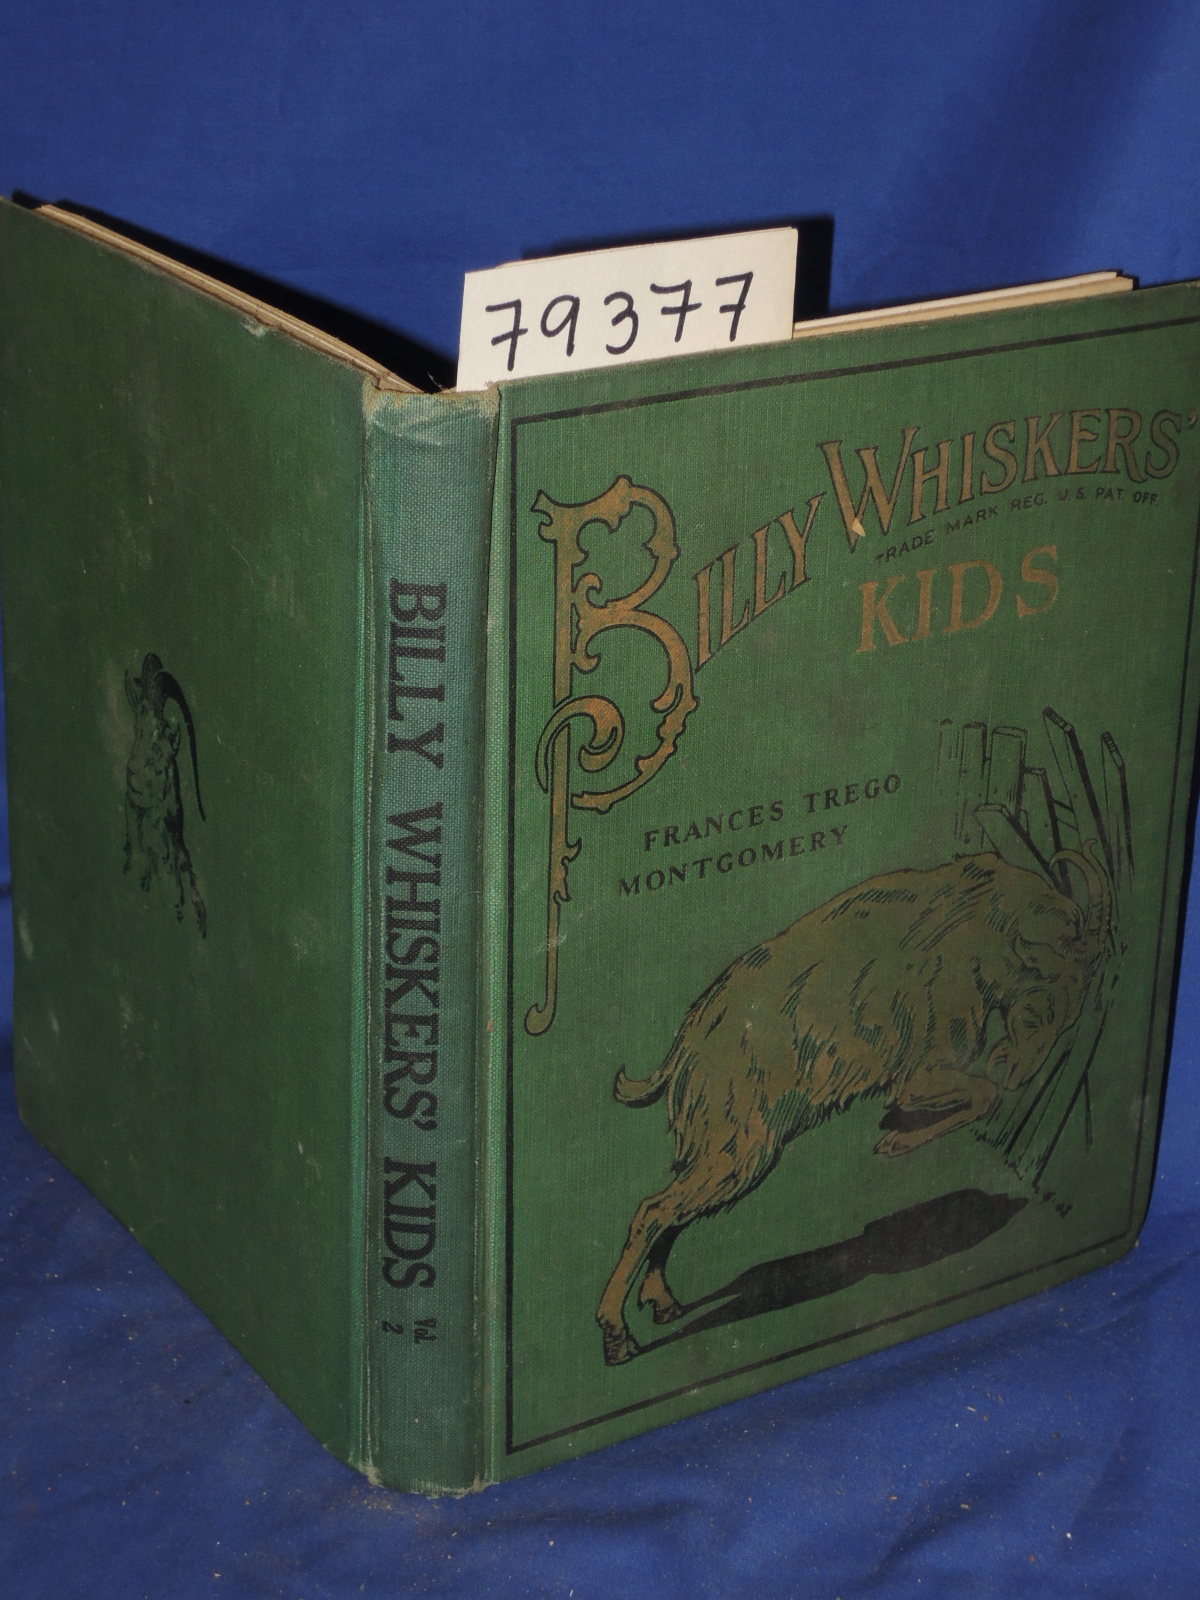 79377
BILLY WHISKERS'
TRADE MARK REG. U.S. PAT. OFF.
KIDS
FRANCES TREGO
MONTGOMERY
BILLY WHISKERS' KIDS Vol.
2